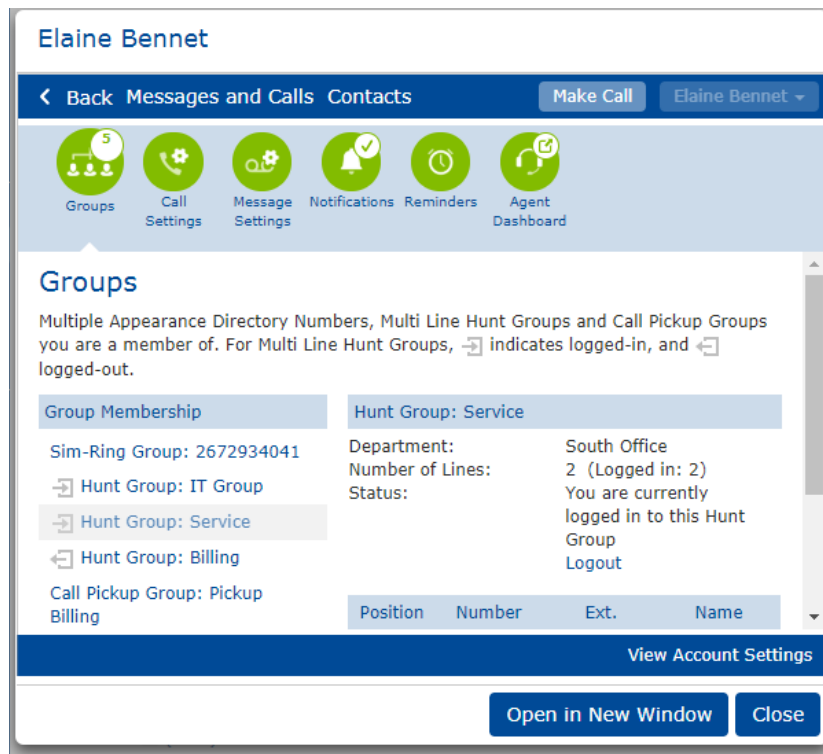 Elaine Bennet
Back Messages and Calls Contacts Make Call Elaine Bennet
5
Groups
Call
Settings
Message
Settings
Notifications
Reminders
Agent
Dashboard
Groups
Multiple Appearance Directory Numbers, Multi Line Hunt Groups and Call Pickup Groups
you are a member of. For Multi Line Hunt Groups, indicates logged-in, and
logged-out.
Group Membership
Sim-Ring Group: 2672934041
Hunt Group: IT Group
Hunt Group: Service
Hunt Group: Billing
Call Pickup Group: Pickup
Billing
Hunt Group: Service
Department: South Office
Number of Lines: 2 (Logged in: 2)
Status: You are currently
logged in to this Hunt
Group
Logout
Position Number Ext. Name
View Account Settings
Open in New Window Close